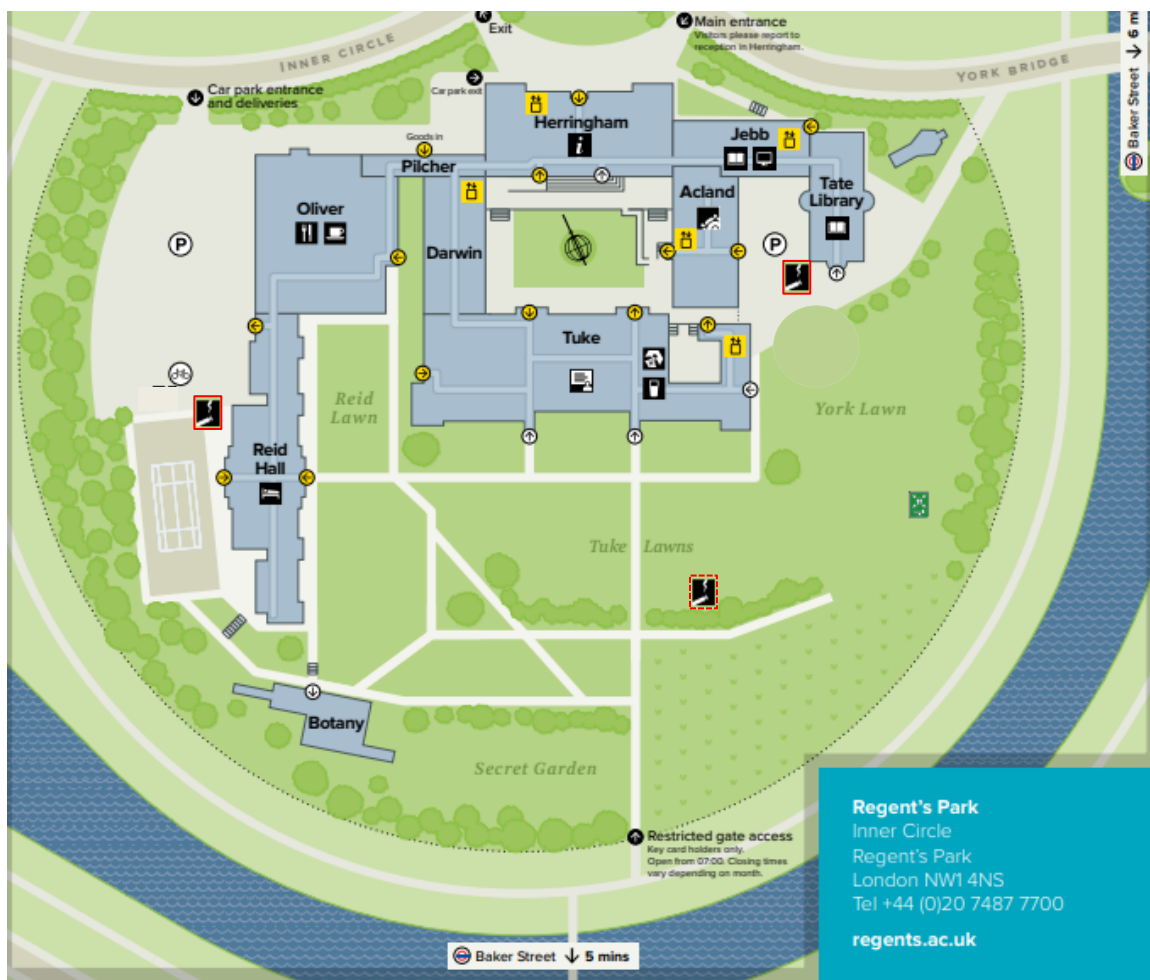 Exit
Main entrance
Visitors please report to
reception in Herringham.
INNER CIRCLE
YORK BRIDGE
Baker Street
Car park entrance
and deliveries
Car park exit
Herringham
i
Jebb
Goods in
Pilcher
Acland
Tate
Library
Oliver
P
Darwin
P
Tuke
Reid
Lawn
York Lawn
Reid
Hall
Tuke Lawns
Botany
Secret Garden
Restricted gate access
Key card holders only.
Open from 07:00. Closing times
vary depending on month.
Baker Street ↓ 5 mins
Regent's Park
Inner Circle
Regent's Park
London NW1 4NS
Tel +44 (0)20 7487 7700
regents.ac.uk